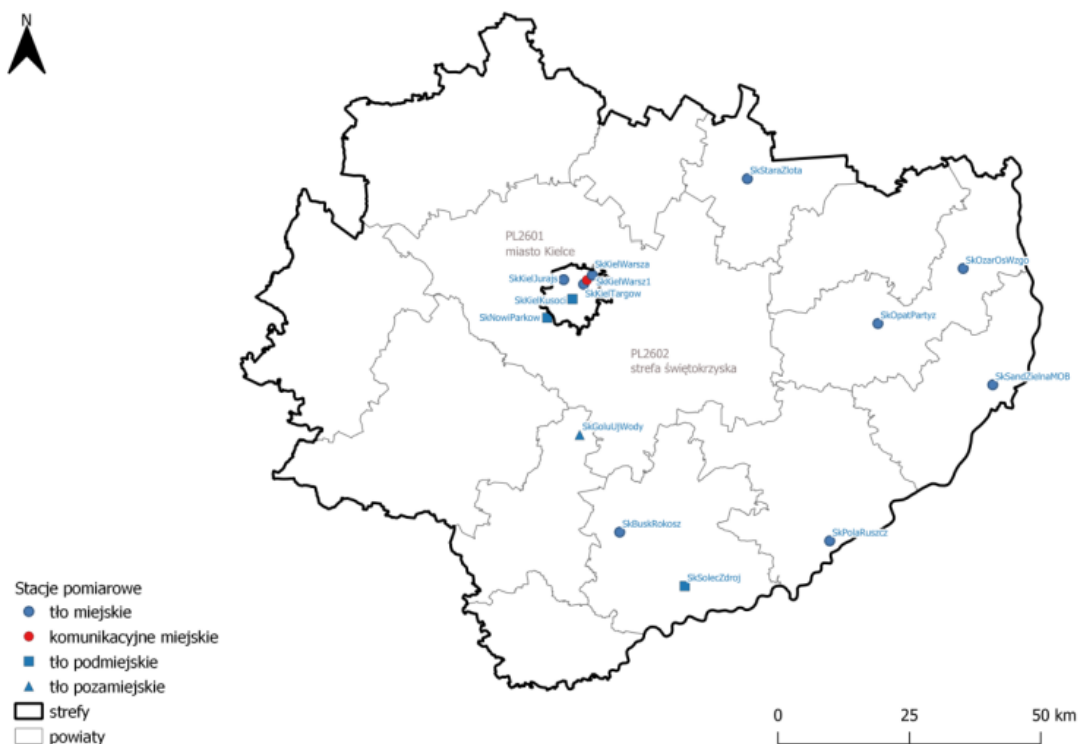 N
SkStaraZlota
PL2601
miasto Kielce
SkKielWarsza
SkOzarOsWzgo
SkKielJurajs
SkKielWarsz1
SkKielTargow
SkKielKusoci
SkNowiParkow
SkOpatPartyz
PL2602
strefa świętokrzyska
SkSandZielnaMOB
SkGoluUjWody
SkBuskRokosz
SkPolaRuszcz
SkSolecZdroj
Stacje pomiarowe
tło miejskie
komunikacyjne miejskie
tło podmiejskie
tło pozamiejskie
strefy
powiaty
0 25 50 km